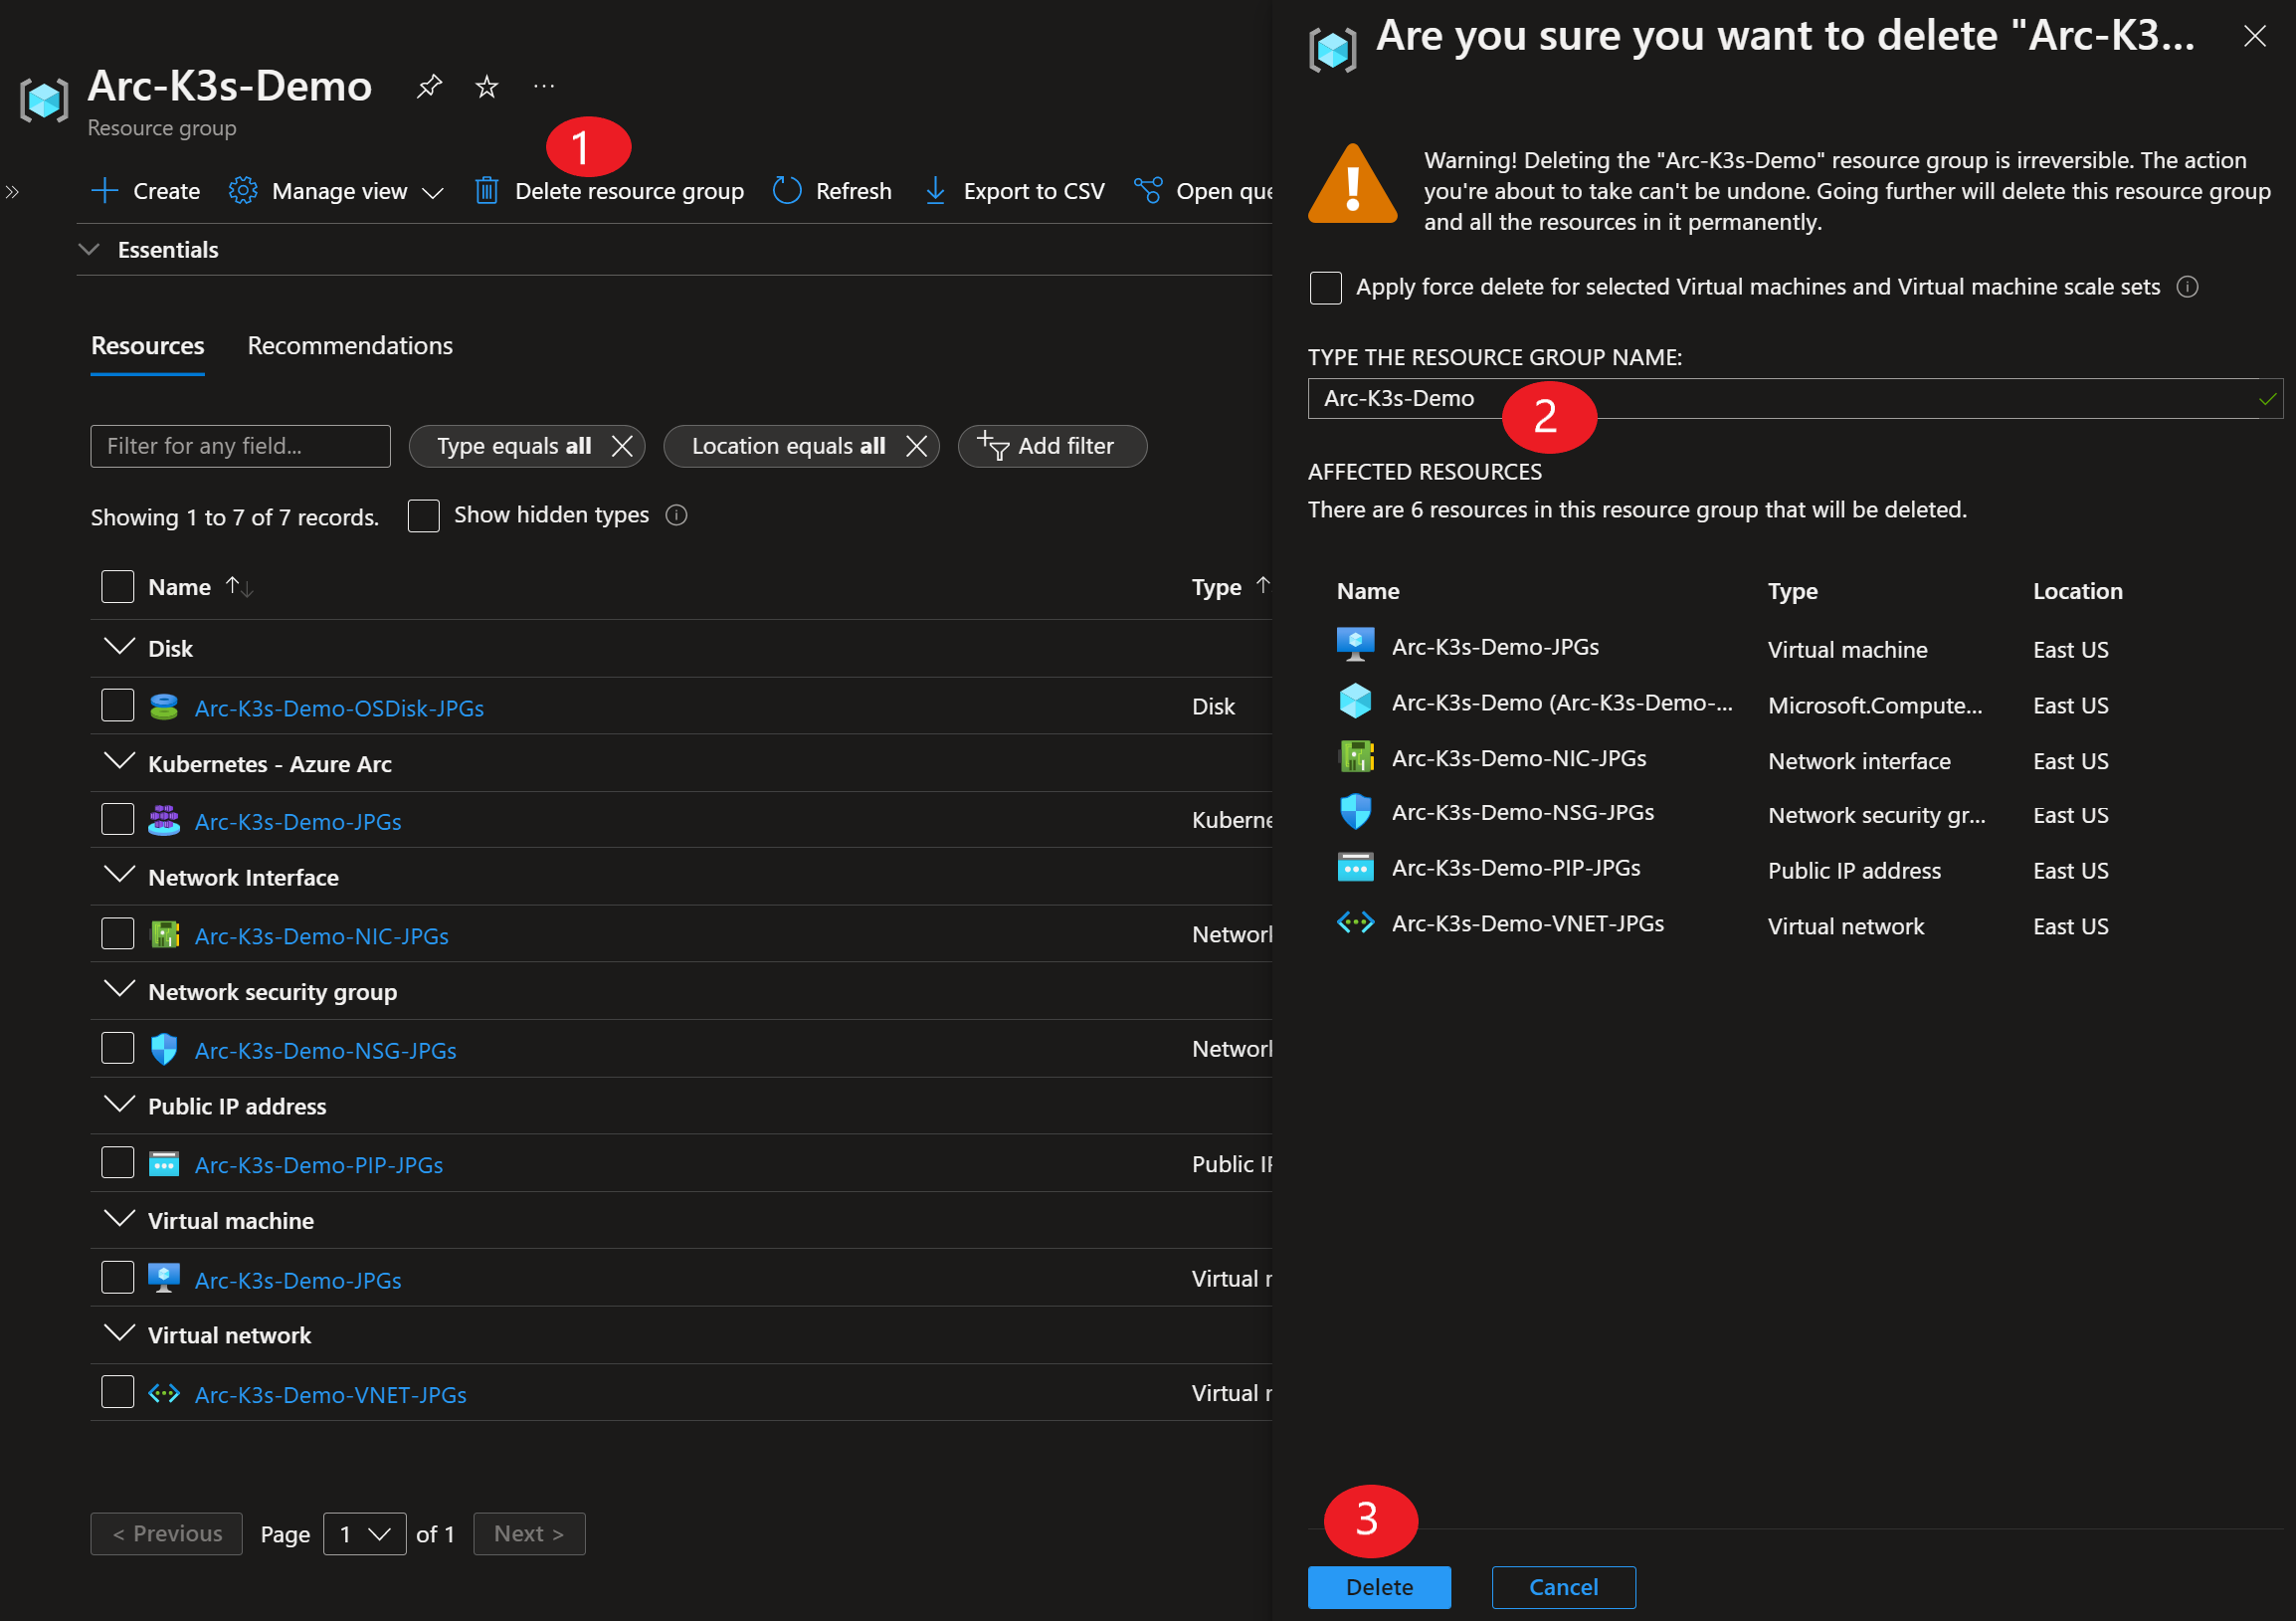 Arc-K3s-Demo
Resource group
1
Create
Manage view
Delete resource group
Refresh
Export to CSV
Open que
Essentials
Resources
Recommendations
Filter for any field...
Type equals all
Location equals all
Add filter
Showing 1 to 7 of 7 records.
Show hidden types
Name
Type
Disk
Arc-K3s-Demo-OSDisk-JPGs
Disk
Kubernetes - Azure Arc
Arc-K3s-Demo-JPGs
Kuberne
Network Interface
Arc-K3s-Demo-NIC-JPGs
Network
Network security group
Arc-K3s-Demo-NSG-JPGs
Network
Public IP address
Arc-K3s-Demo-PIP-JPGs
Public IP
Virtual machine
Arc-K3s-Demo-JPGs
Virtual m
Virtual network
Arc-K3s-Demo-VNET-JPGs
Virtual n
< Previous
Page
1
of 1
Next >
Are you sure you want to delete "Arc-K3...
Warning! Deleting the "Arc-K3s-Demo" resource group is irreversible. The action
you're about to take can't be undone. Going further will delete this resource group
and all the resources in it permanently.
Apply force delete for selected Virtual machines and Virtual machine scale sets
TYPE THE RESOURCE GROUP NAME:
Arc-K3s-Demo
2
AFFECTED RESOURCES
There are 6 resources in this resource group that will be deleted.
Name Type Location
Arc-K3s-Demo-JPGs Virtual machine East US
Arc-K3s-Demo (Arc-K3s-Demo-... Microsoft.Compute... East US
Arc-K3s-Demo-NIC-JPGs Network interface East US
Arc-K3s-Demo-NSG-JPGs Network security gr... East US
Arc-K3s-Demo-PIP-JPGs Public IP address East US
Arc-K3s-Demo-VNET-JPGs Virtual network East US
3
Delete
Cancel